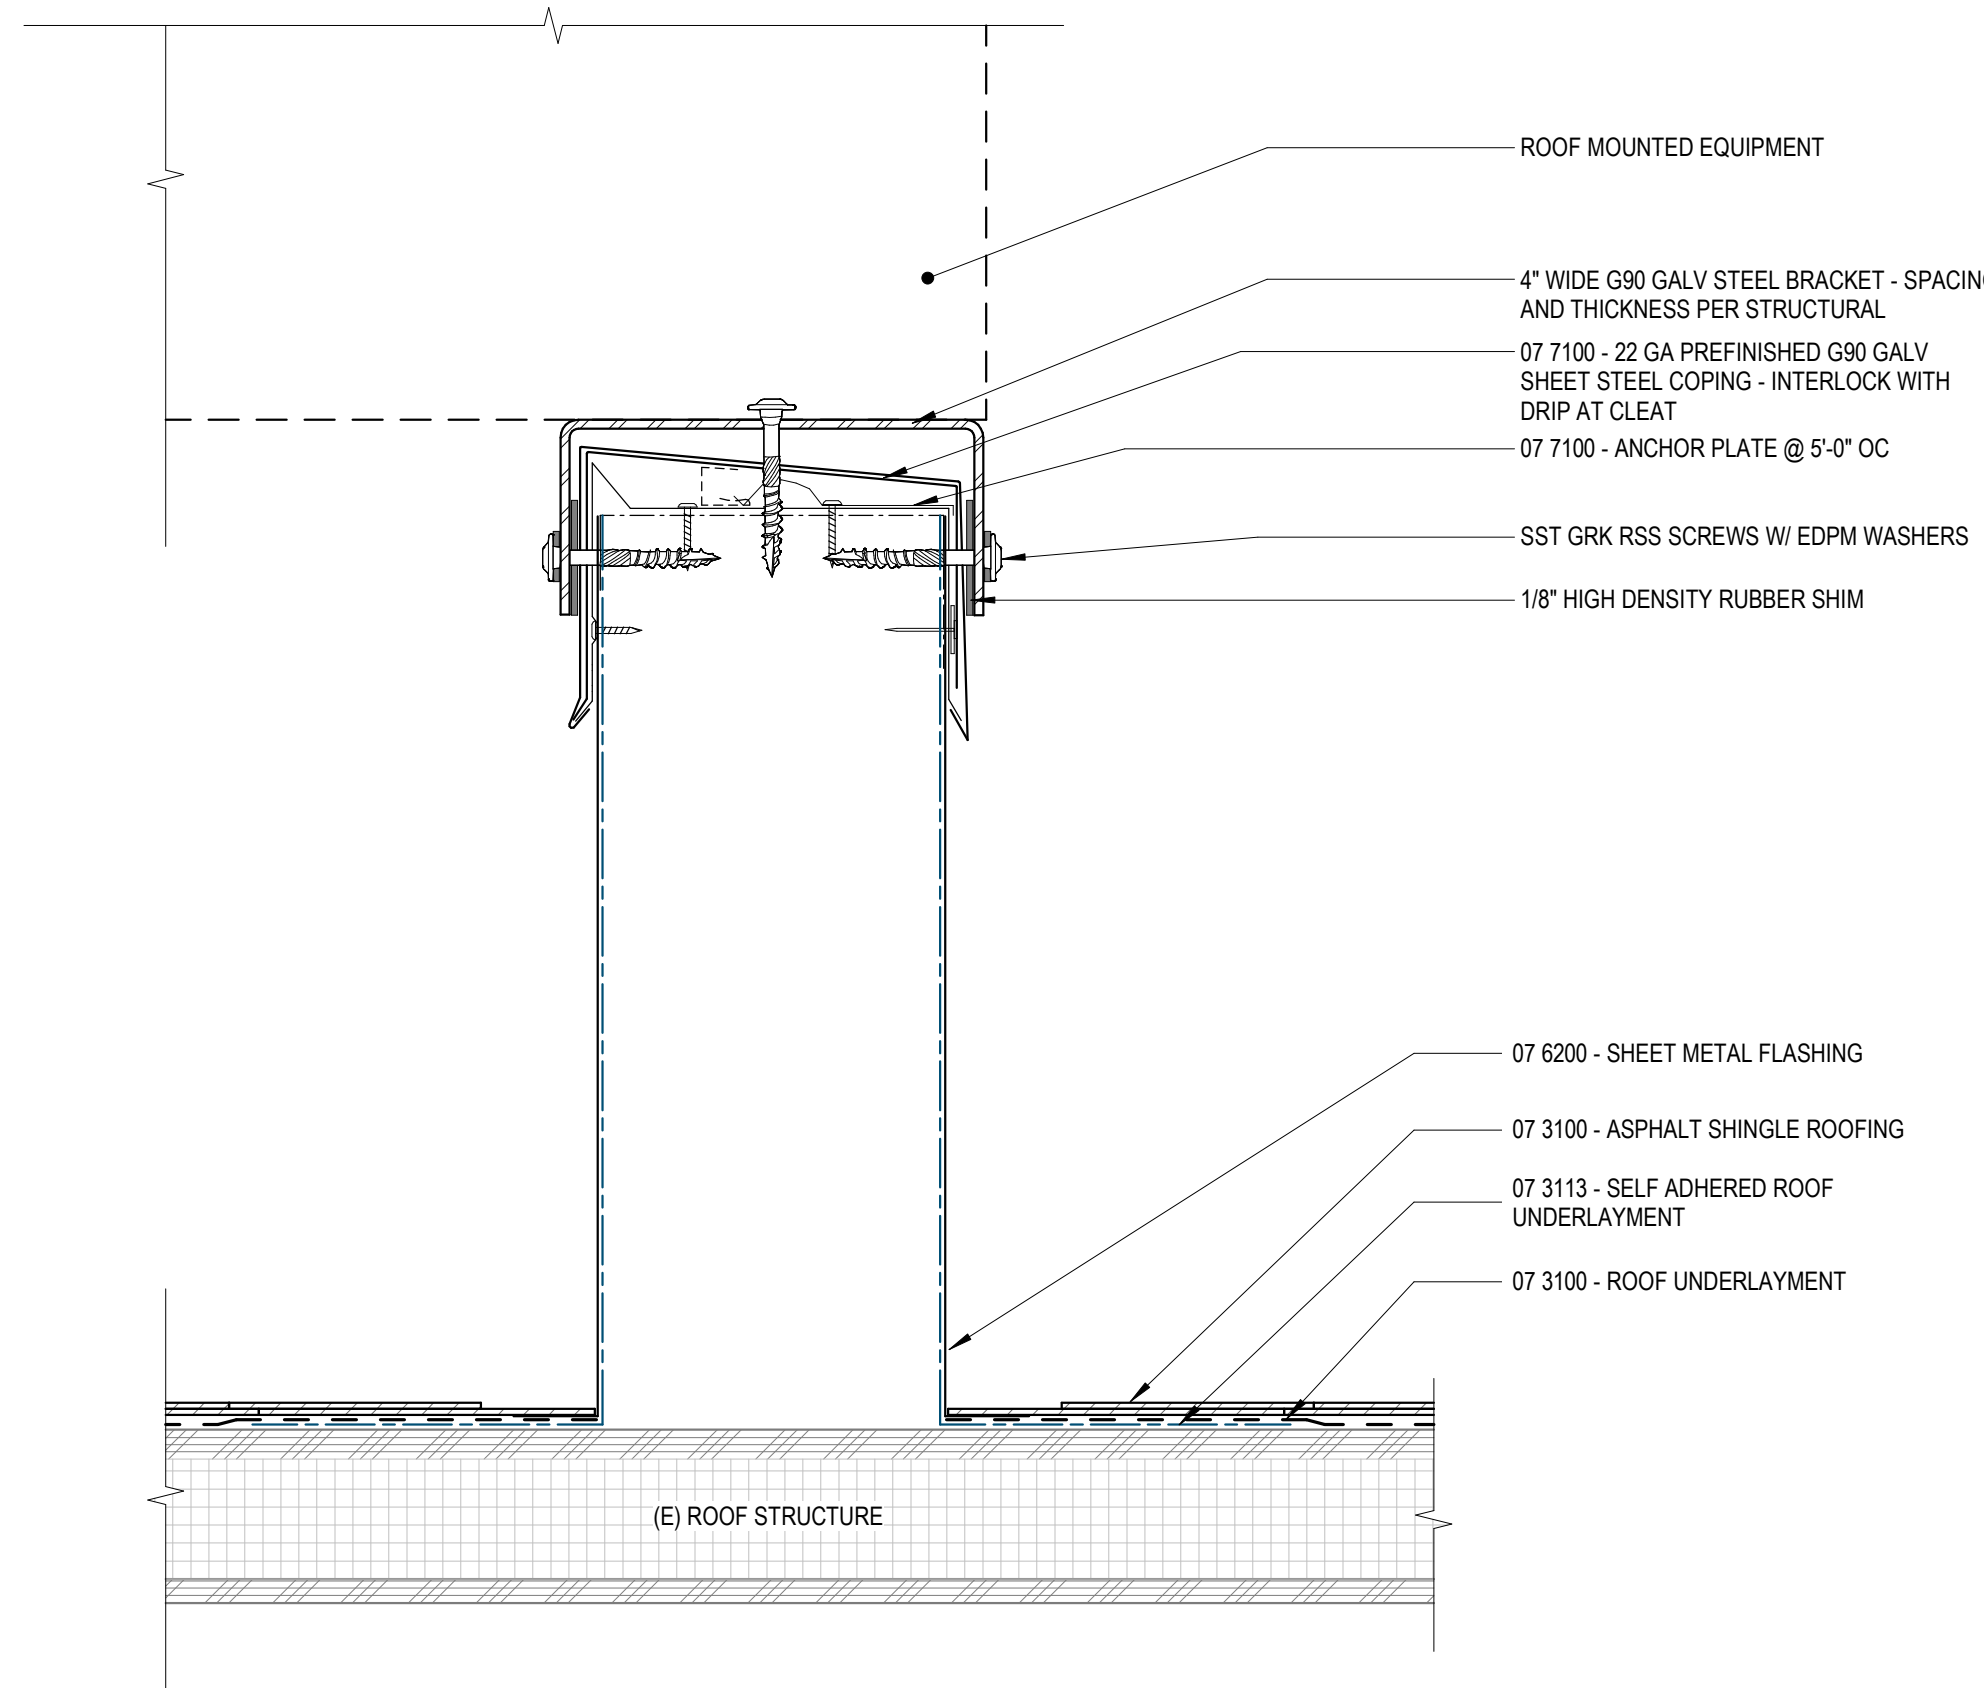 ROOF MOUNTED EQUIPMENT
4" WIDE G90 GALV STEEL BRACKET - SPACING
AND THICKNESS PER STRUCTURAL
07 7100 - 22 GA PREFINISHED G90 GALV
SHEET STEEL COPING - INTERLOCK WITH
DRIP AT CLEAT
07 7100 - ANCHOR PLATE @ 5'-0" OC
SST GRK RSS SCREWS W/ EDPM WASHERS
1/8" HIGH DENSITY RUBBER SHIM
07 6200 - SHEET METAL FLASHING
07 3100 - ASPHALT SHINGLE ROOFING
07 3113 - SELF ADHERED ROOF
UNDERLAYMENT
07 3100 - ROOF UNDERLAYMENT
(E) ROOF STRUCTURE